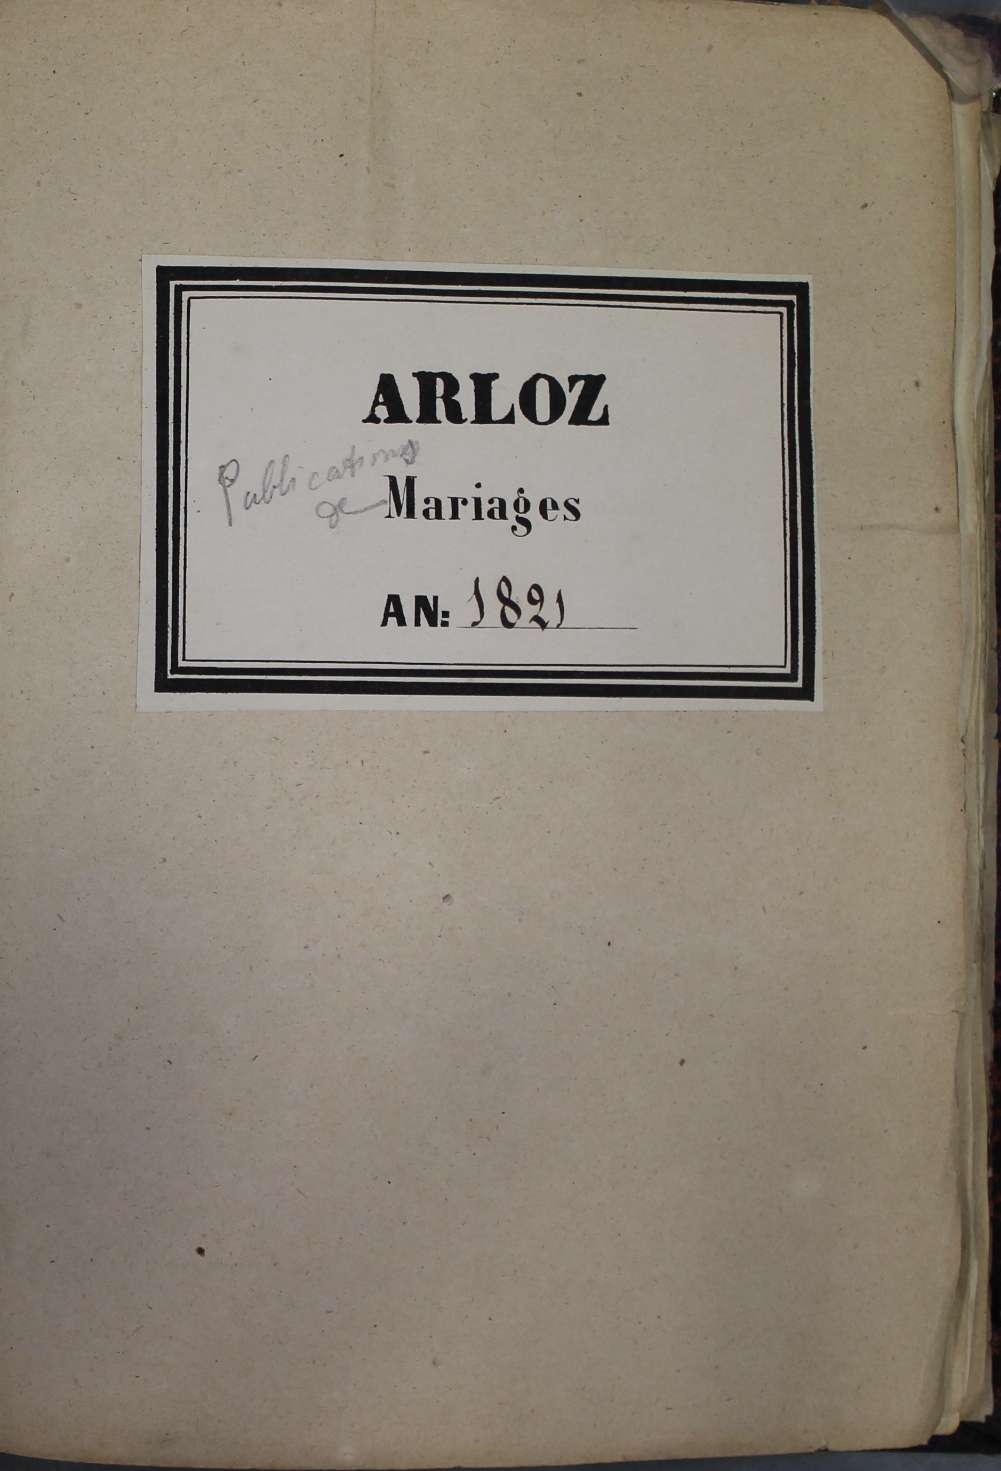 ARLOZ
Publications
de Mariages
AN: 1821